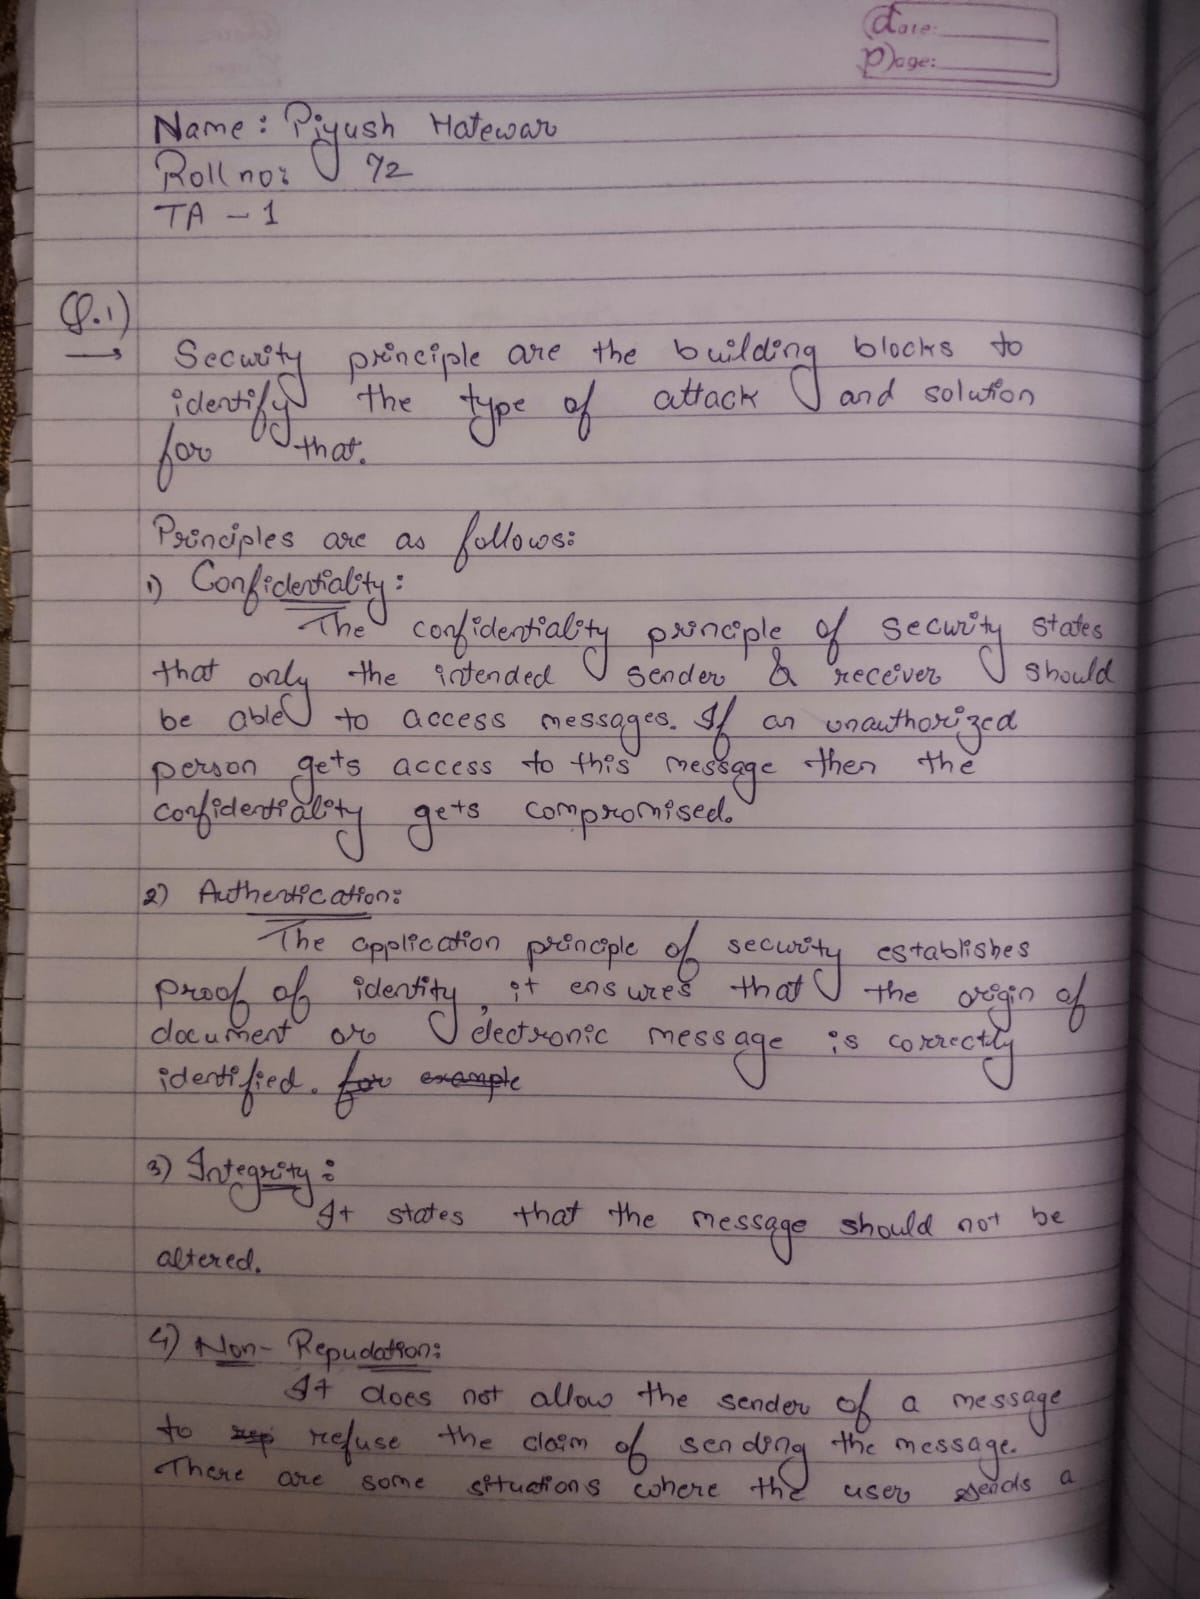 Date:
Page:
Name: Piyush Hatewar
Roll no: 72
TA - 1
Q.1)
Security principle are the building blocks to
identify the type of attack and solution
for that.
Principles are as follows:
1) Confidentiality:
The confidentiality principle of security states
that only the intended sender & receiver should
be able to access messages. If an unauthorized
person gets access to this message then the
confidentiality gets compromised.
2) Authentication:
The application principle of security establishes
proof of identity, it ensures that the origin of
document or electronic message is correctly
identified. for example
3) Integrity:
It states that the message should not be
altered.
4) Non-Repudation:
It does not allow the sender of a message
to rep refuse the claim of sending the message.
There are some situations where the user sends a